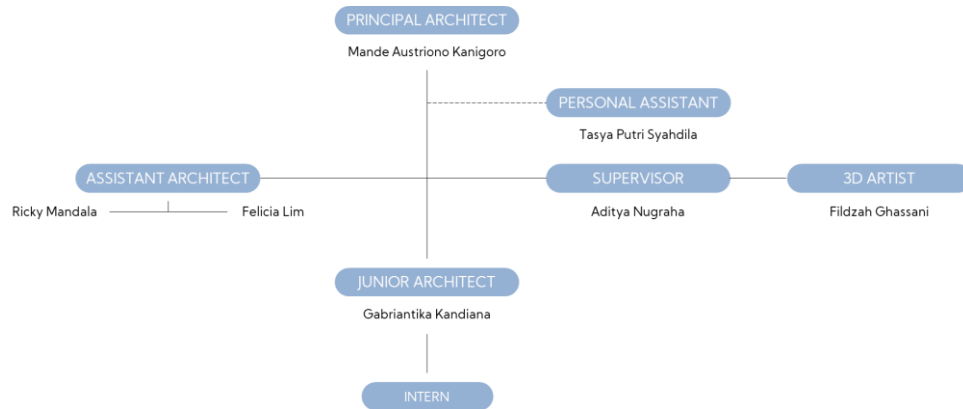 PRINCIPAL ARCHITECT
Mande Austriono Kanigoro
PERSONAL ASSISTANT
Tasya Putri Syahdila
ASSISTANT ARCHITECT
SUPERVISOR
3D ARTIST
Ricky Mandala
Felicia Lim
Aditya Nugraha
Fildzah Ghassani
JUNIOR ARCHITECT
Gabriantika Kandiana
INTERN